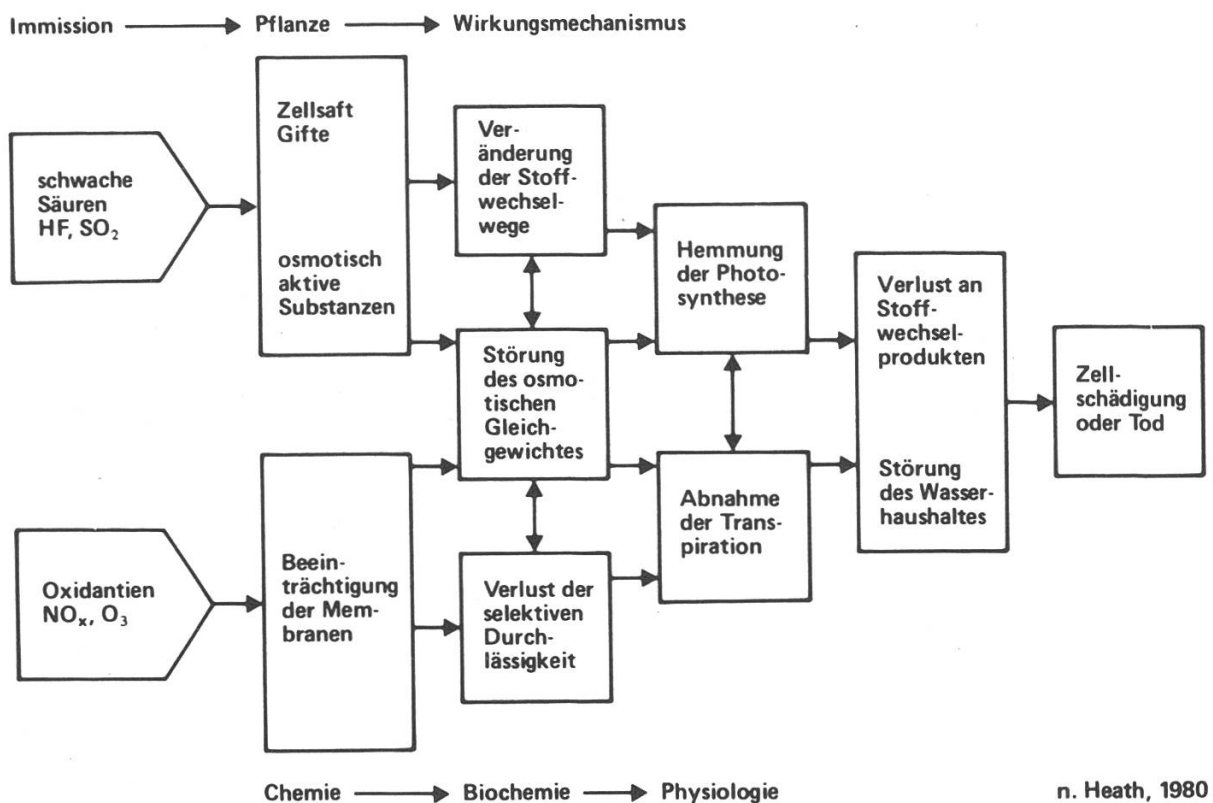 Immission → Pflanze → Wirkungsmechanismus
schwache
Säuren
HF, SO₂
Zellsaft
Gifte
osmotisch
aktive
Substanzen
Ver-
änderung
der Stoff-
wechsel-
wege
Störung
des osmo-
tischen
Gleich-
gewichtes
Hemmung
der Photo-
synthese
Verlust an
Stoff-
wechsel-
produkten
Störung
des Wasser-
haushaltes
Zell-
schädigung
oder Tod
Oxidantien
NOₓ, O₃
Beein-
trächtigung
der Mem-
branen
Verlust der
selektiven
Durch-
lässigkeit
Abnahme
der Trans-
piration
Chemie → Biochemie → Physiologie
n. Heath, 1980